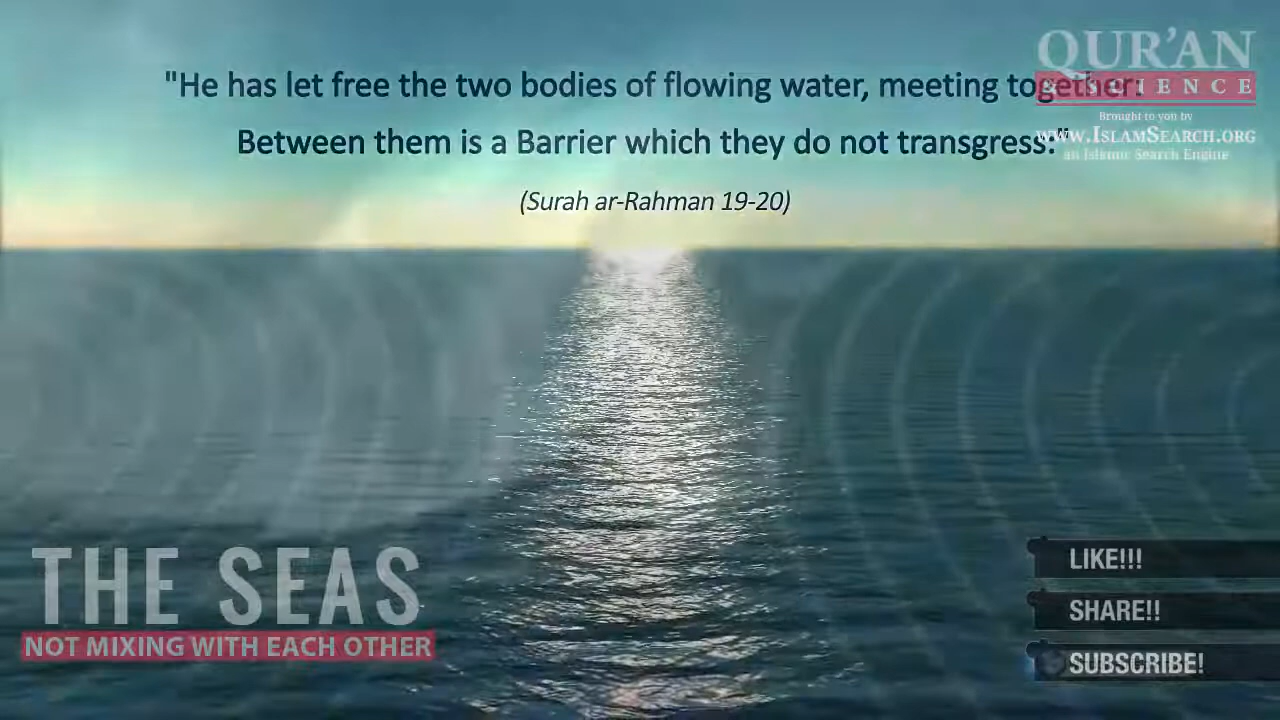 "He has let free the two bodies of flowing water, meeting together:
Between them is a Barrier which they do not transgress:"
(Surah ar-Rahman 19-20)
QUR'AN
& SCIENCE
Brought to you by
WWW.ISLAMSEARCH.ORG
an Islamic Search Engine
THE SEAS
NOT MIXING WITH EACH OTHER
LIKE!!!
SHARE!!
SUBSCRIBE!